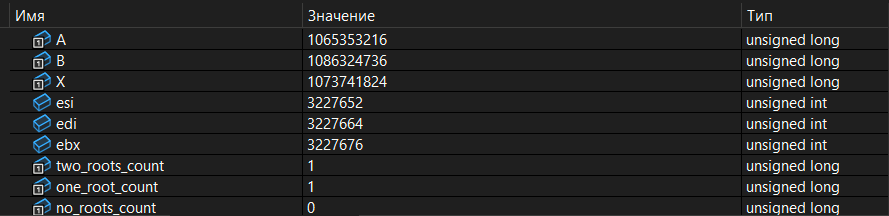 Имя Значение Тип
A 1065353216 unsigned long
B 1086324736 unsigned long
X 1073741824 unsigned long
esi 3227652 unsigned int
edi 3227664 unsigned int
ebx 3227676 unsigned int
two_roots_count 1 unsigned long
one_root_count 1 unsigned long
no_roots_count 0 unsigned long